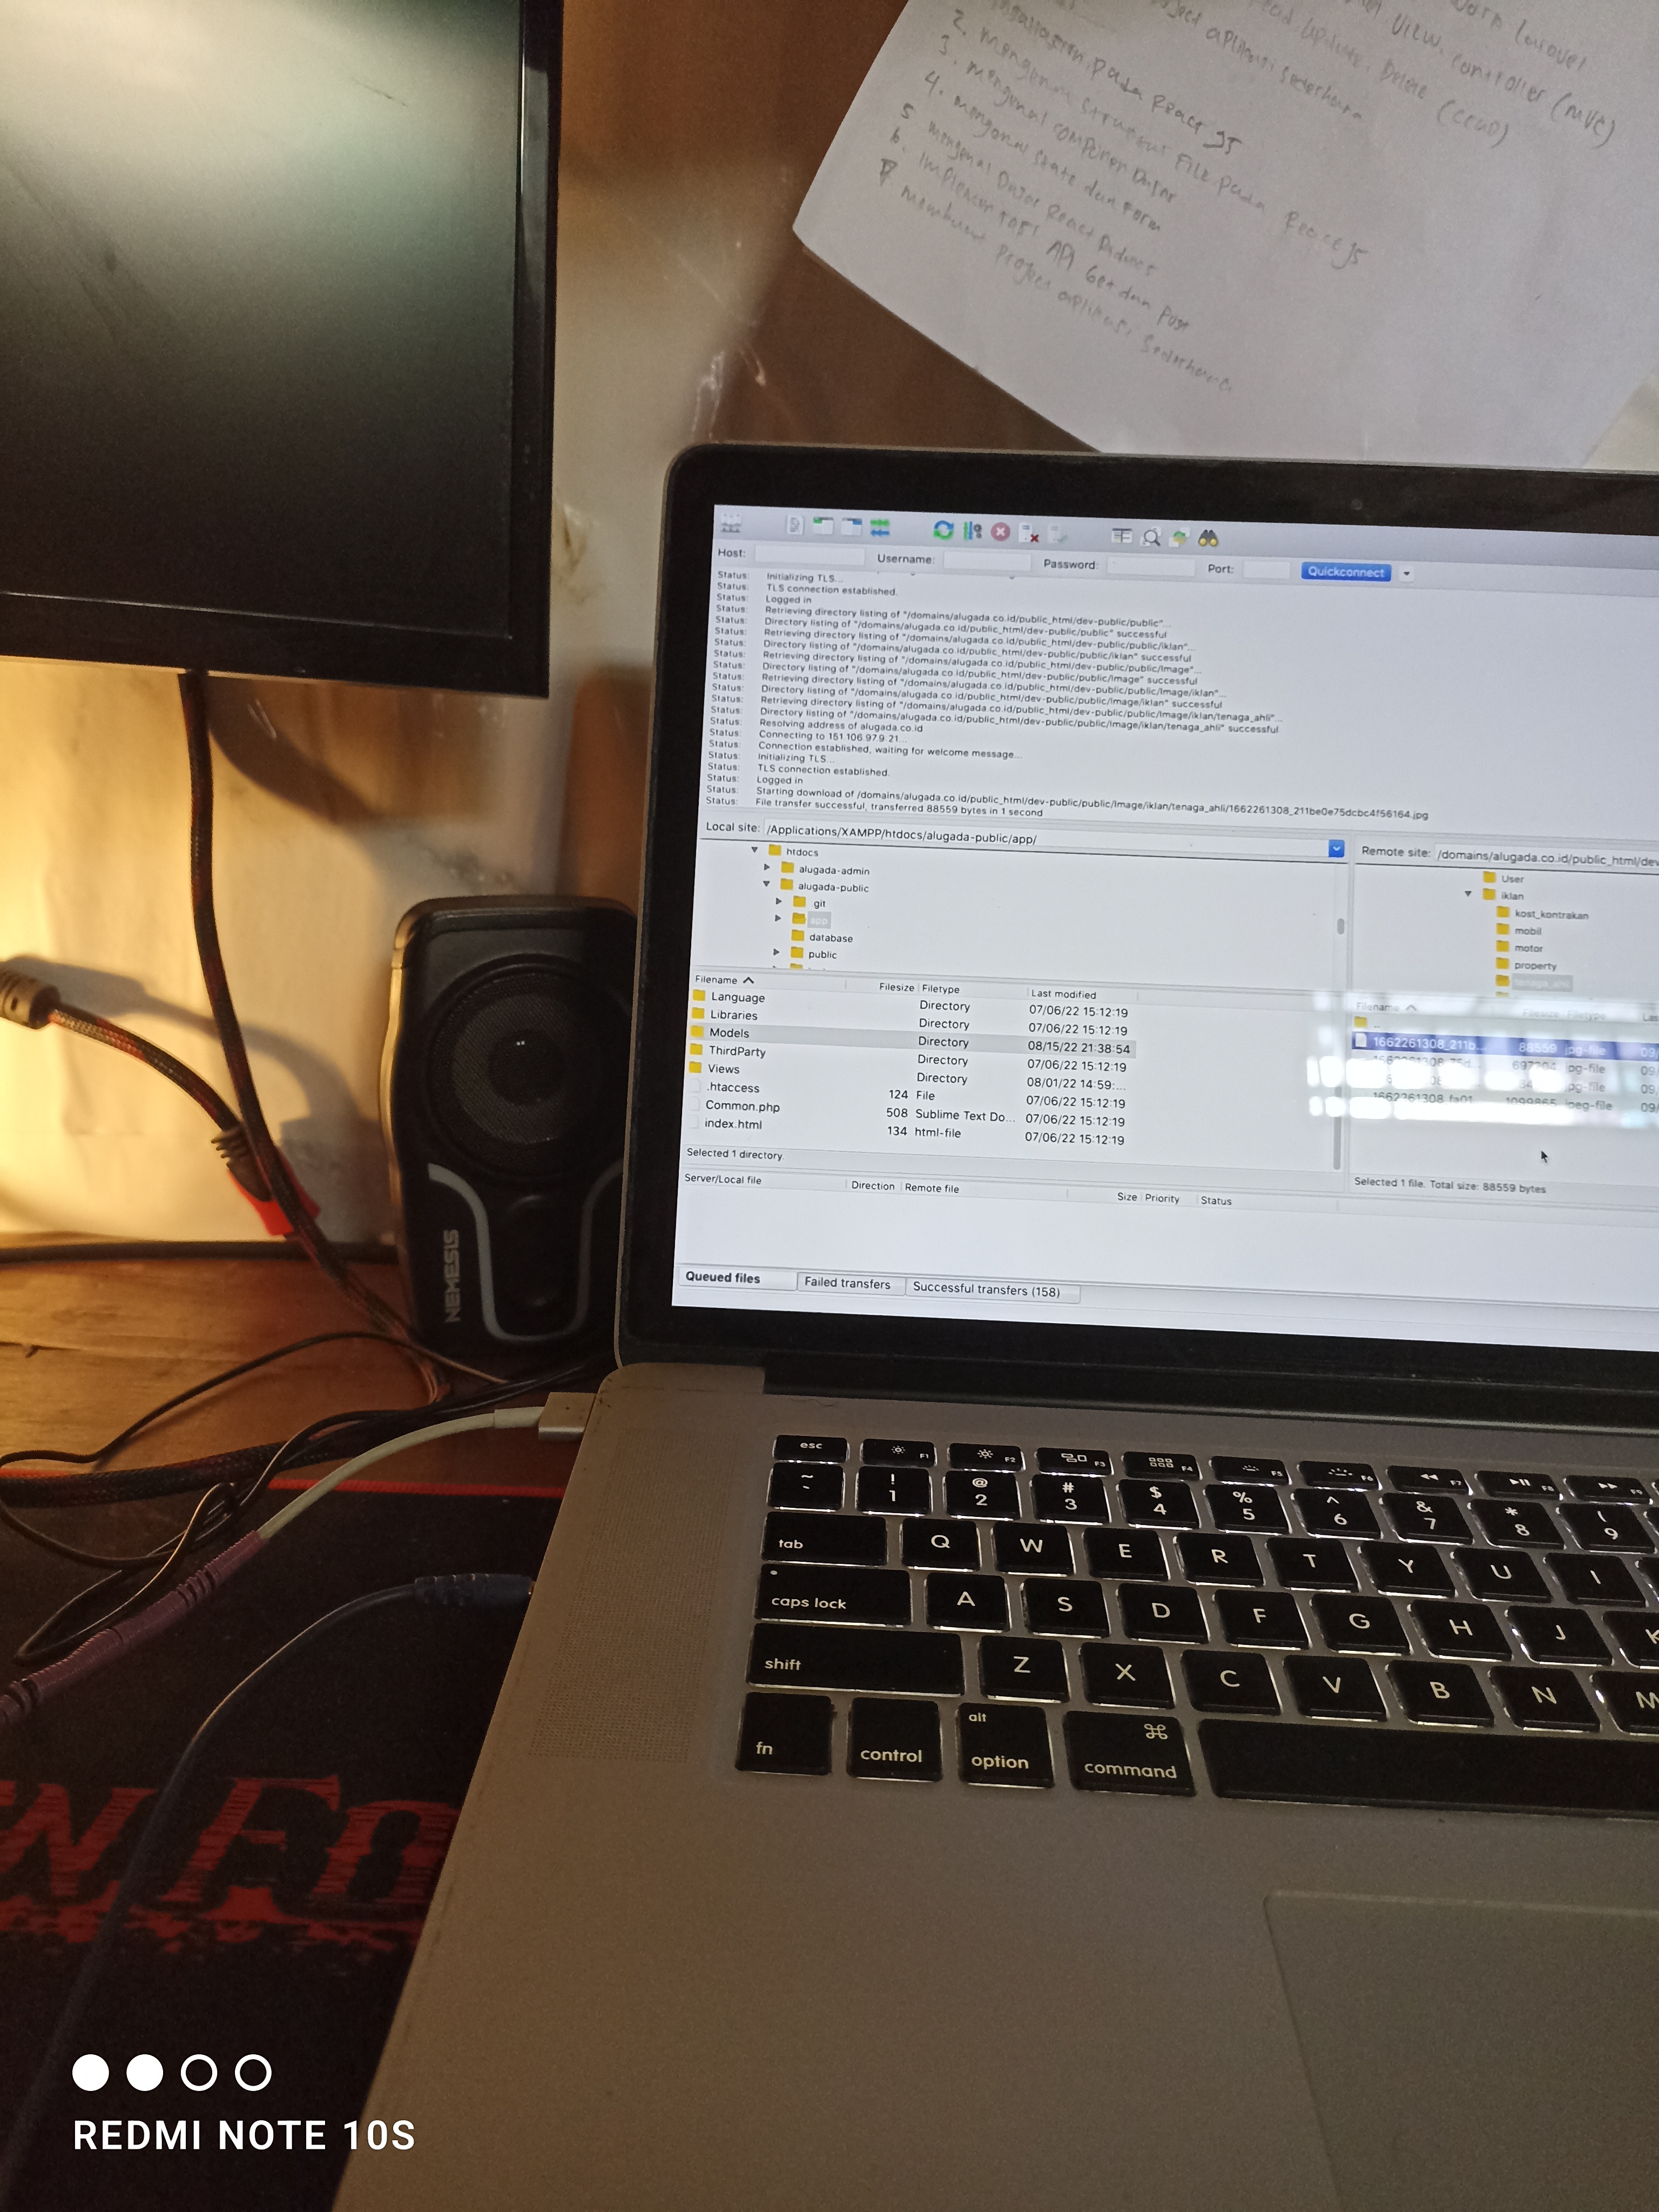 View, controller (MVC)
Read Update, Delete (CRUD)
aplikasi sederhana
pada React JS
2. mengenal struktur File pada React JS
3. mengenal componen Dasar
4. mengenal state dan Form
5 mengenal Dasar React
6. API Get dan Post
7 membuat Project aplikasi Sederhana
Host: Username: Password: Port: Quickconnect
Status: Initializing TLS...
Status: TLS connection established.
Status: Logged in
Status: Retrieving directory listing of "/domains/alugada.co.id/public_html/dev-public/public"...
Status: Directory listing of "/domains/alugada.co.id/public_html/dev-public/public" successful
Status: Retrieving directory listing of "/domains/alugada.co.id/public_html/dev-public/public/iklan"...
Status: Directory listing of "/domains/alugada.co.id/public_html/dev-public/public/iklan" successful
Status: Retrieving directory listing of "/domains/alugada.co.id/public_html/dev-public/public/Image"...
Status: Directory listing of "/domains/alugada.co.id/public_html/dev-public/public/Image" successful
Status: Retrieving directory listing of "/domains/alugada.co.id/public_html/dev-public/public/Image/iklan"...
Status: Directory listing of "/domains/alugada.co.id/public_html/dev-public/public/Image/iklan" successful
Status: Retrieving directory listing of "/domains/alugada.co.id/public_html/dev-public/public/Image/iklan/tenaga_ahli"...
Status: Directory listing of "/domains/alugada.co.id/public_html/dev-public/public/Image/iklan/tenaga_ahli" successful
Status: Resolving address of alugada.co.id
Status: Connecting to 151.106.97.9:21...
Status: Connection established, waiting for welcome message...
Status: Initializing TLS...
Status: TLS connection established.
Status: Logged in
Status: Starting download of /domains/alugada.co.id/public_html/dev-public/public/Image/iklan/tenaga_ahli/1662261308_211be0e75dcbc4f56164.jpg
Status: File transfer successful, transferred 88559 bytes in 1 second
Local site: /Applications/XAMPP/htdocs/alugada-public/app/
htdocs
alugada-admin
alugada-public
.git
app
database
public
Filename Filesize Filetype Last modified
Language Directory 07/06/22 15:12:19
Libraries Directory 07/06/22 15:12:19
Models Directory 08/15/22 21:38:54
ThirdParty Directory 07/06/22 15:12:19
Views Directory 08/01/22 14:59:...
.htaccess 124 File 07/06/22 15:12:19
Common.php 508 Sublime Text Do... 07/06/22 15:12:19
index.html 134 html-file 07/06/22 15:12:19
Selected 1 directory.
Remote site: /domains/alugada.co.id/public_html/dev
User
iklan
kost_kontrakan
mobil
motor
property
tenaga_ahli
Filename Filesize Filetype Las
..
1662261308_211b... 88559 jpg-file 09/
jpg-file 09/
jpg-file 09/
1662261308_fa01... 1099865 jpeg-file 09/
Selected 1 file. Total size: 88559 bytes
Server/Local file Direction Remote file Size Priority Status
Queued files Failed transfers Successful transfers (158)
NEMESIS
esc F1 F2 F3 F4 F5 F6 F7 F8 F9
~ ` ! 1 @ 2 # 3 $ 4 % 5 ^ 6 & 7 * 8 ( 9
tab Q W E R T Y U I
caps lock A S D F G H J K
shift Z X C V B N M
fn control alt option ⌘ command
REDMI NOTE 10S